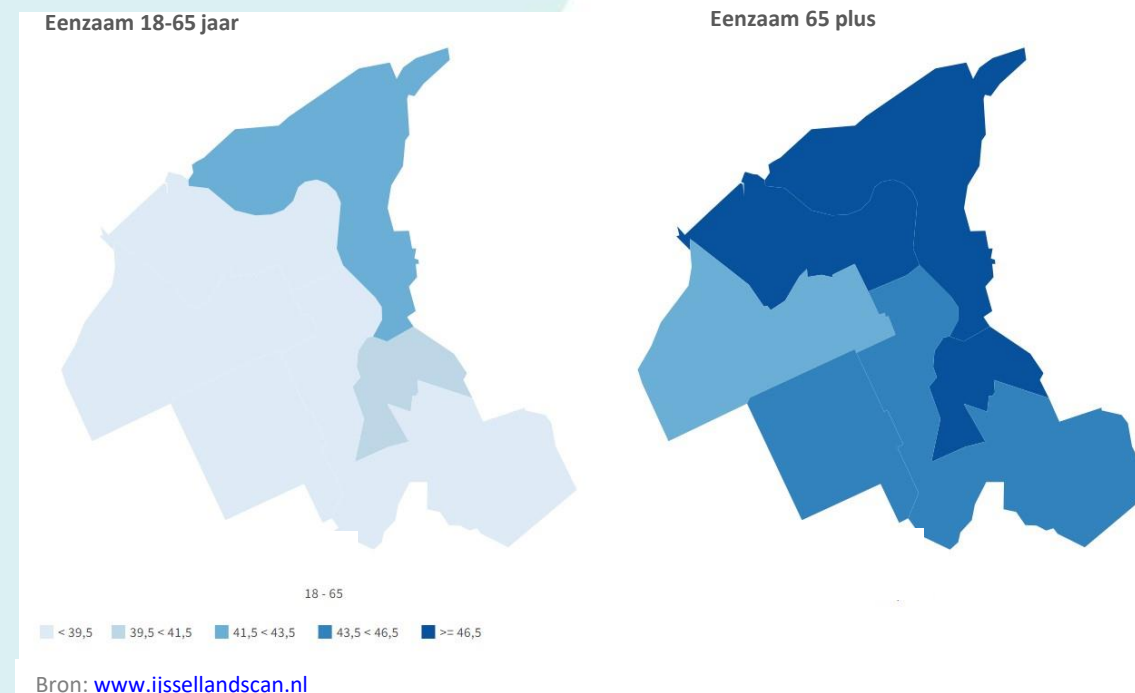 Eenzaam 18-65 jaar
Eenzaam 65 plus
18 - 65
< 39,5 39,5 < 41,5 41,5 < 43,5 43,5 < 46,5 >= 46,5
Bron: www.ijssellandscan.nl